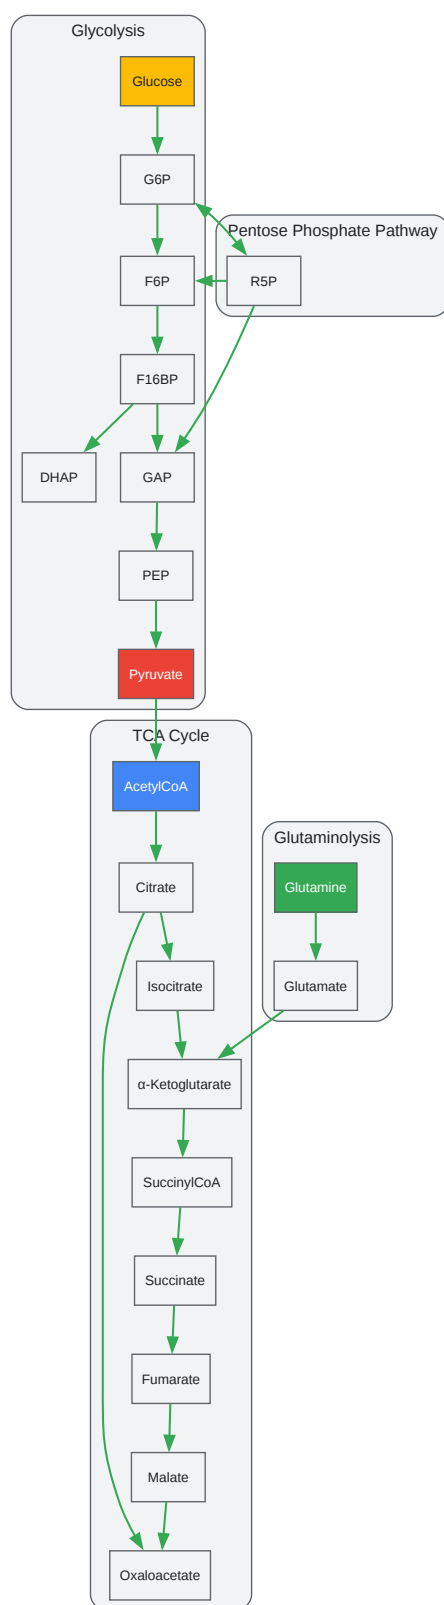 Glycolysis
Glucose
G6P
Pentose Phosphate Pathway
F6P
R5P
F16BP
DHAP
GAP
PEP
Pyruvate
TCA Cycle
AcetylCoA
Glutaminolysis
Citrate
Glutamine
Isocitrate
Glutamate
α-Ketoglutarate
SuccinylCoA
Succinate
Fumarate
Malate
Oxaloacetate